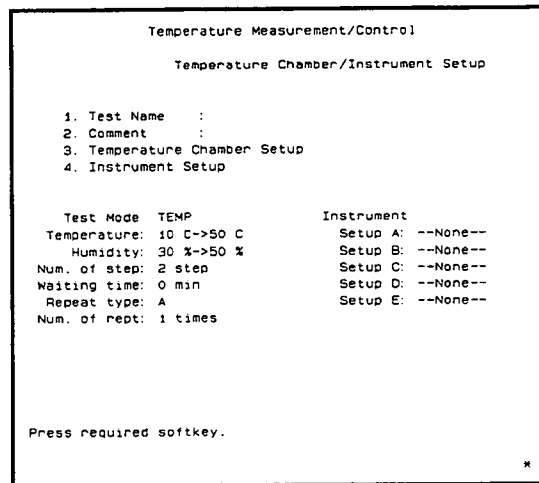 Temperature Measurement/Control
Temperature Chamber/Instrument Setup
1. Test Name :
2. Comment :
3. Temperature Chamber Setup
4. Instrument Setup
Test Mode TEMP
Temperature: 10 C->50 C
Humidity: 30 %->50 %
Num. of step: 2 step
Waiting time: 0 min
Repeat type: A
Num. of rept: 1 times
Instrument
Setup A: --None--
Setup B: --None--
Setup C: --None--
Setup D: --None--
Setup E: --None--
Press required softkey.
*